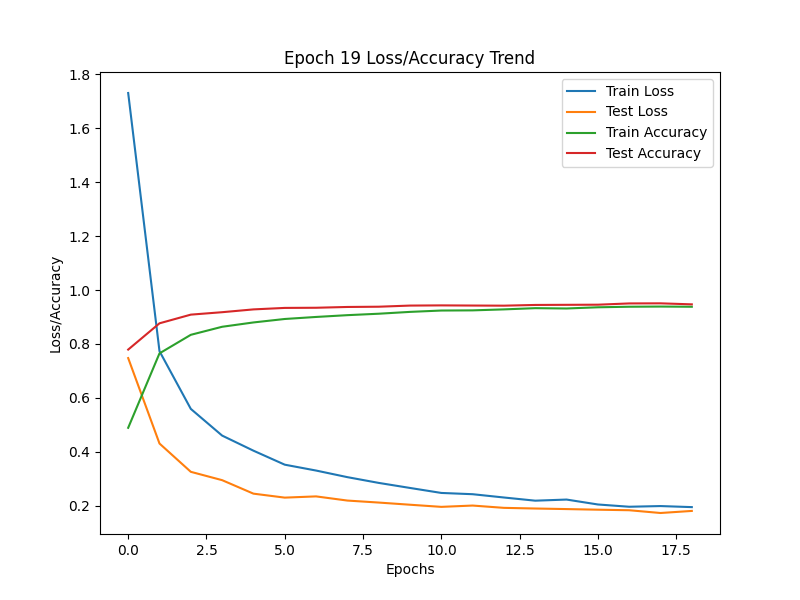 Epoch 19 Loss/Accuracy Trend
Train Loss
Test Loss
Train Accuracy
Test Accuracy
1.8
1.6
1.4
1.2
1.0
0.8
0.6
0.4
0.2
Loss/Accuracy
0.0 2.5 5.0 7.5 10.0 12.5 15.0 17.5
Epochs